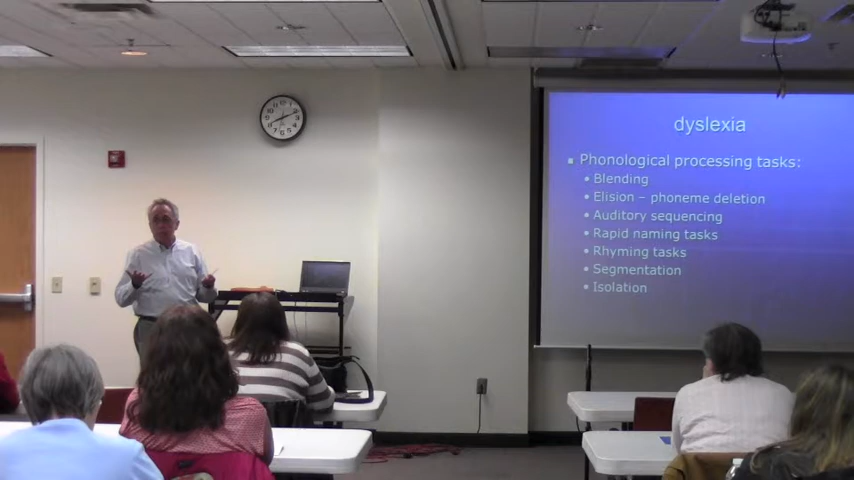 dyslexia
Phonological processing tasks:
Blending
Elision – phoneme deletion
Auditory sequencing
Rapid naming tasks
Rhyming tasks
Segmentation
Isolation